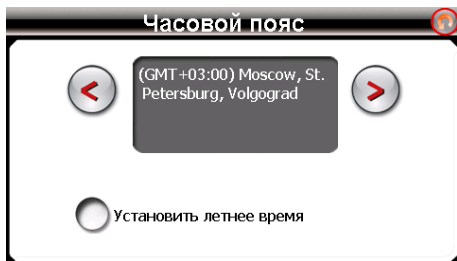 Часовой пояс
(GMT+03:00) Moscow, St.
Petersburg, Volgograd
Установить летнее время